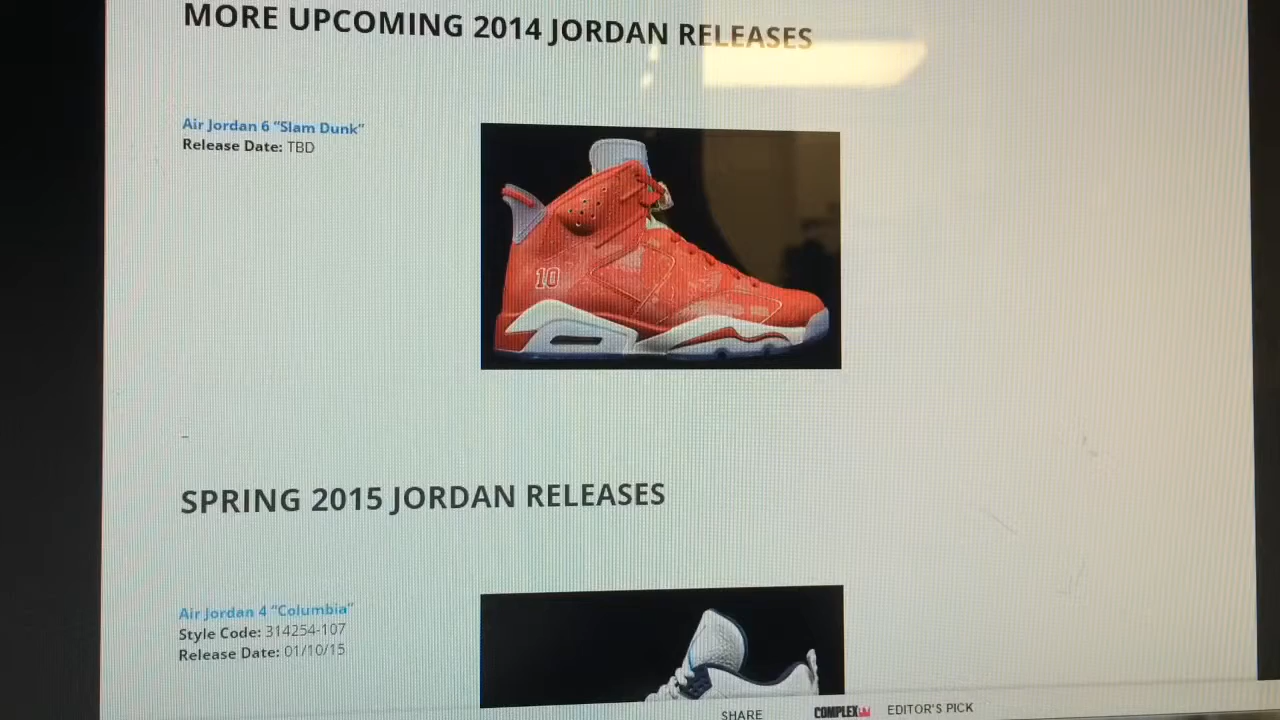 MORE UPCOMING 2014 JORDAN RELEASES
Air Jordan 6 "Slam Dunk"
Release Date: TBD
10
-
SPRING 2015 JORDAN RELEASES
Air Jordan 4 "Columbia"
Style Code: 314254-107
Release Date: 01/10/15
SHARE
COMPLEX
EDITOR'S PICK